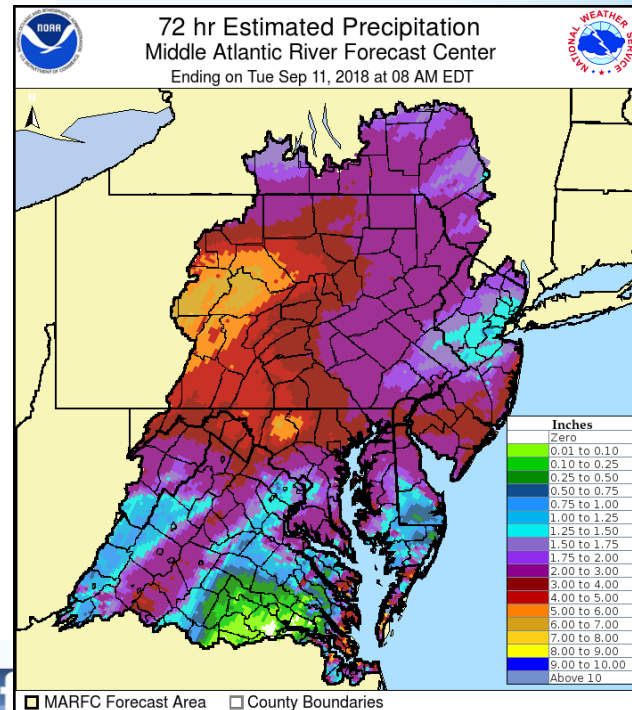 72 hr Estimated Precipitation
Middle Atlantic River Forecast Center
Ending on Tue Sep 11, 2018 at 08 AM EDT
NOAA
NATIONAL WEATHER SERVICE
N
Inches
Zero
0.01 to 0.10
0.10 to 0.25
0.25 to 0.50
0.50 to 0.75
0.75 to 1.00
1.00 to 1.25
1.25 to 1.50
1.50 to 1.75
1.75 to 2.00
2.00 to 3.00
3.00 to 4.00
4.00 to 5.00
5.00 to 6.00
6.00 to 7.00
7.00 to 8.00
8.00 to 9.00
9.00 to 10.00
Above 10
MARFC Forecast Area County Boundaries